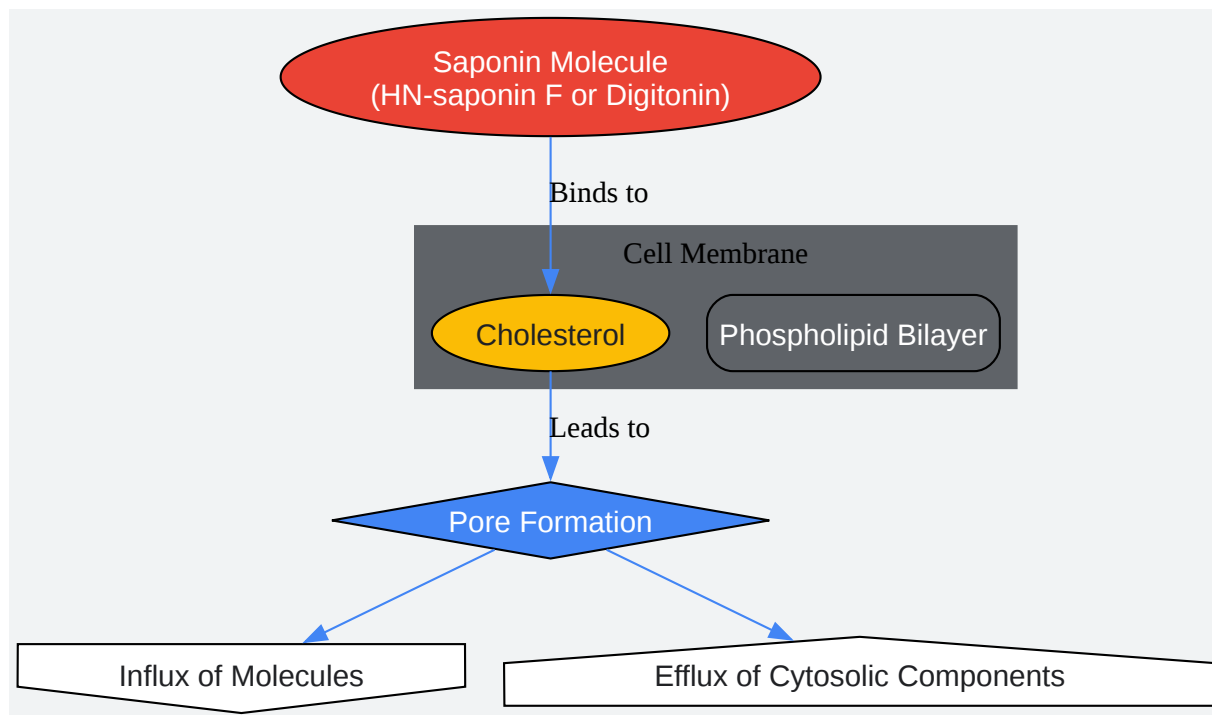 Saponin Molecule
(HN-saponin F or Digitonin)
Binds to
Cell Membrane
Cholesterol
Phospholipid Bilayer
Leads to
Pore Formation
Influx of Molecules
Efflux of Cytosolic Components